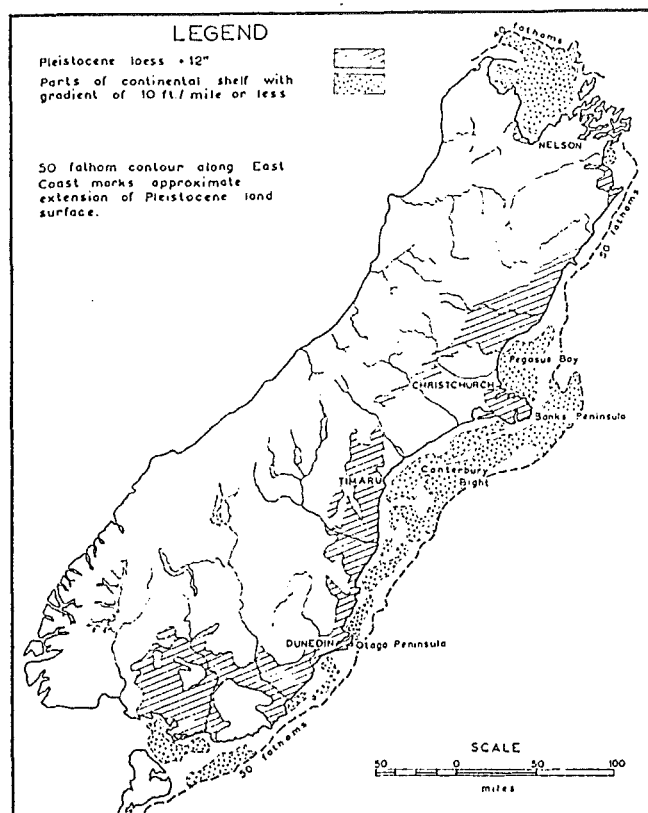 LEGEND
Pleistocene loess + 12"
Parts of continental shelf with
gradient of 10 ft./ mile or less
50 fathom contour along East
Coast marks approximate
extension of Pleistocene land
surface.
50 fathoms
NELSON
50 fathoms
Pegasus Bay
CHRISTCHURCH
Banks Peninsula
TIMARU
Canterbury
Bight
DUNEDIN
Otago Peninsula
50 fathoms
SCALE
50 0 50 100
miles